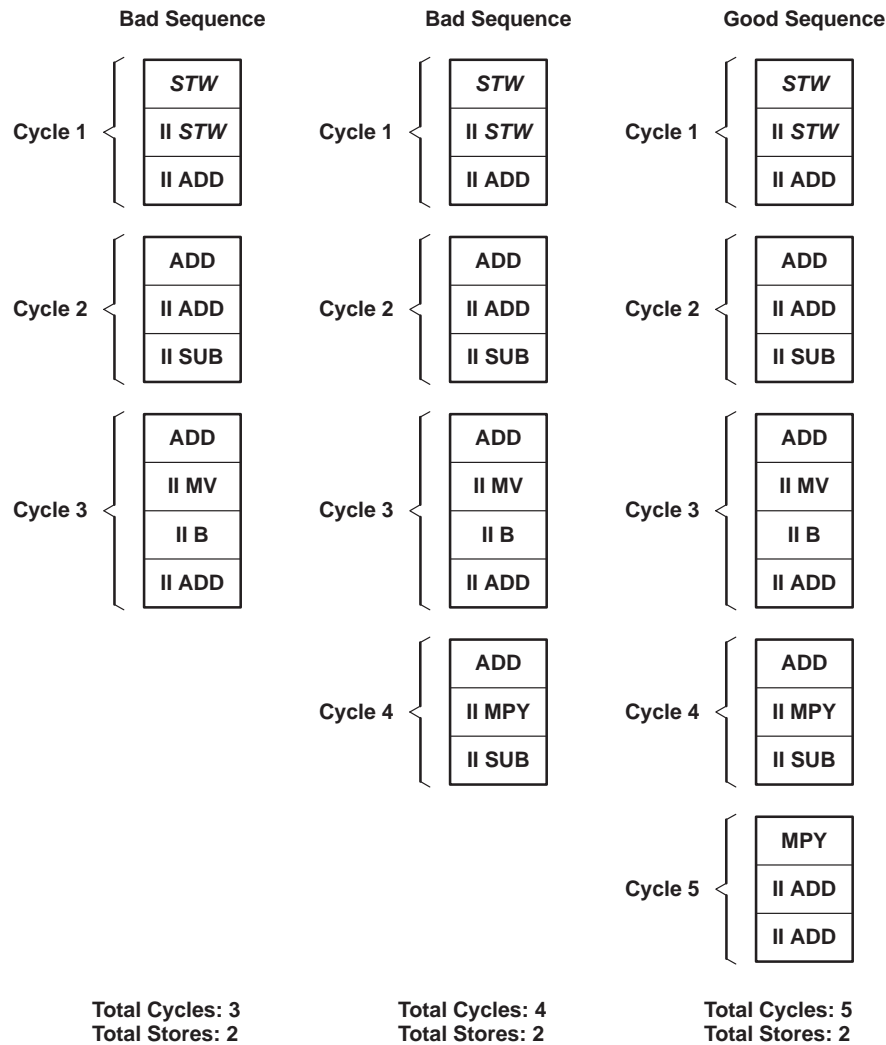 Bad Sequence
Bad Sequence
Good Sequence
Cycle 1
STW
II STW
II ADD
Cycle 1
STW
II STW
II ADD
Cycle 1
STW
II STW
II ADD
Cycle 2
ADD
II ADD
II SUB
Cycle 2
ADD
II ADD
II SUB
Cycle 2
ADD
II ADD
II SUB
Cycle 3
ADD
II MV
II B
II ADD
Cycle 3
ADD
II MV
II B
II ADD
Cycle 3
ADD
II MV
II B
II ADD
Cycle 4
ADD
II MPY
II SUB
Cycle 4
ADD
II MPY
II SUB
Cycle 5
MPY
II ADD
II ADD
Total Cycles: 3
Total Stores: 2
Total Cycles: 4
Total Stores: 2
Total Cycles: 5
Total Stores: 2